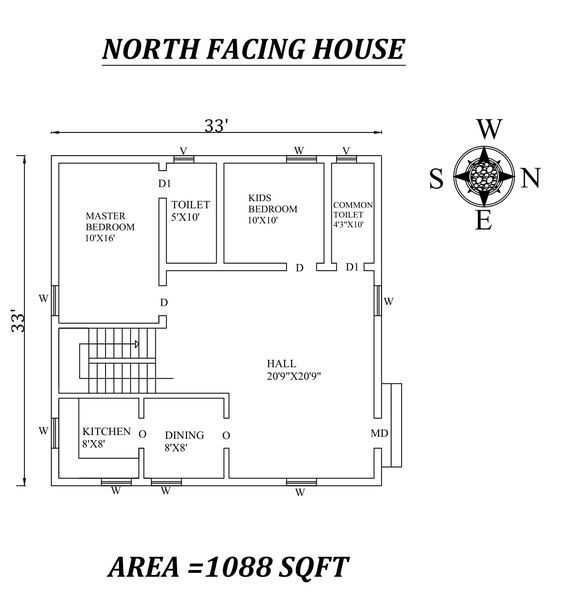 NORTH FACING HOUSE
33'
W
S
N
E
V
W
V
D1
TOILET
5'X10'
KIDS
BEDROOM
10'X10'
COMMON
TOILET
4'3"X10'
MASTER
BEDROOM
10'X16'
D
D1
W
D
W
33'
HALL
20'9"X20'9"
W
KITCHEN
8'X8'
O
DINING
8'X8'
O
MD
W
W
W
AREA =1088 SQFT